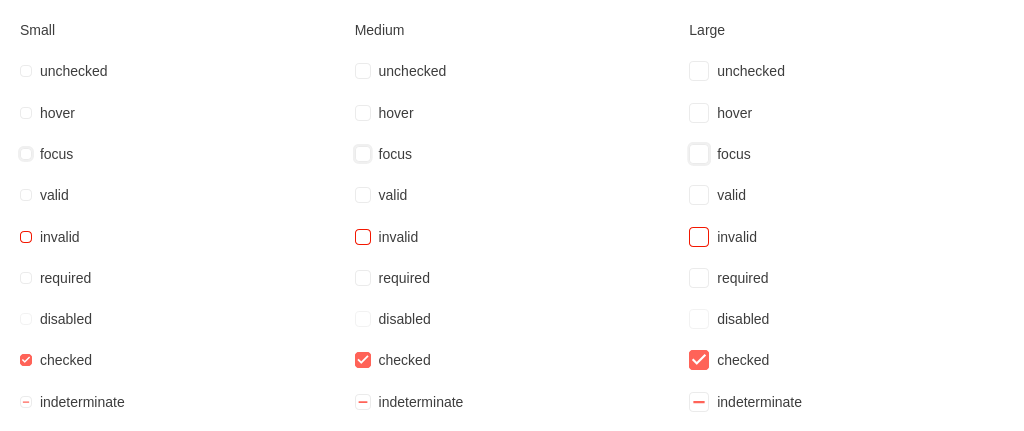 Small
unchecked
hover
focus
valid
invalid
required
disabled
checked
indeterminate
Medium
unchecked
hover
focus
valid
invalid
required
disabled
checked
indeterminate
Large
unchecked
hover
focus
valid
invalid
required
disabled
checked
indeterminate